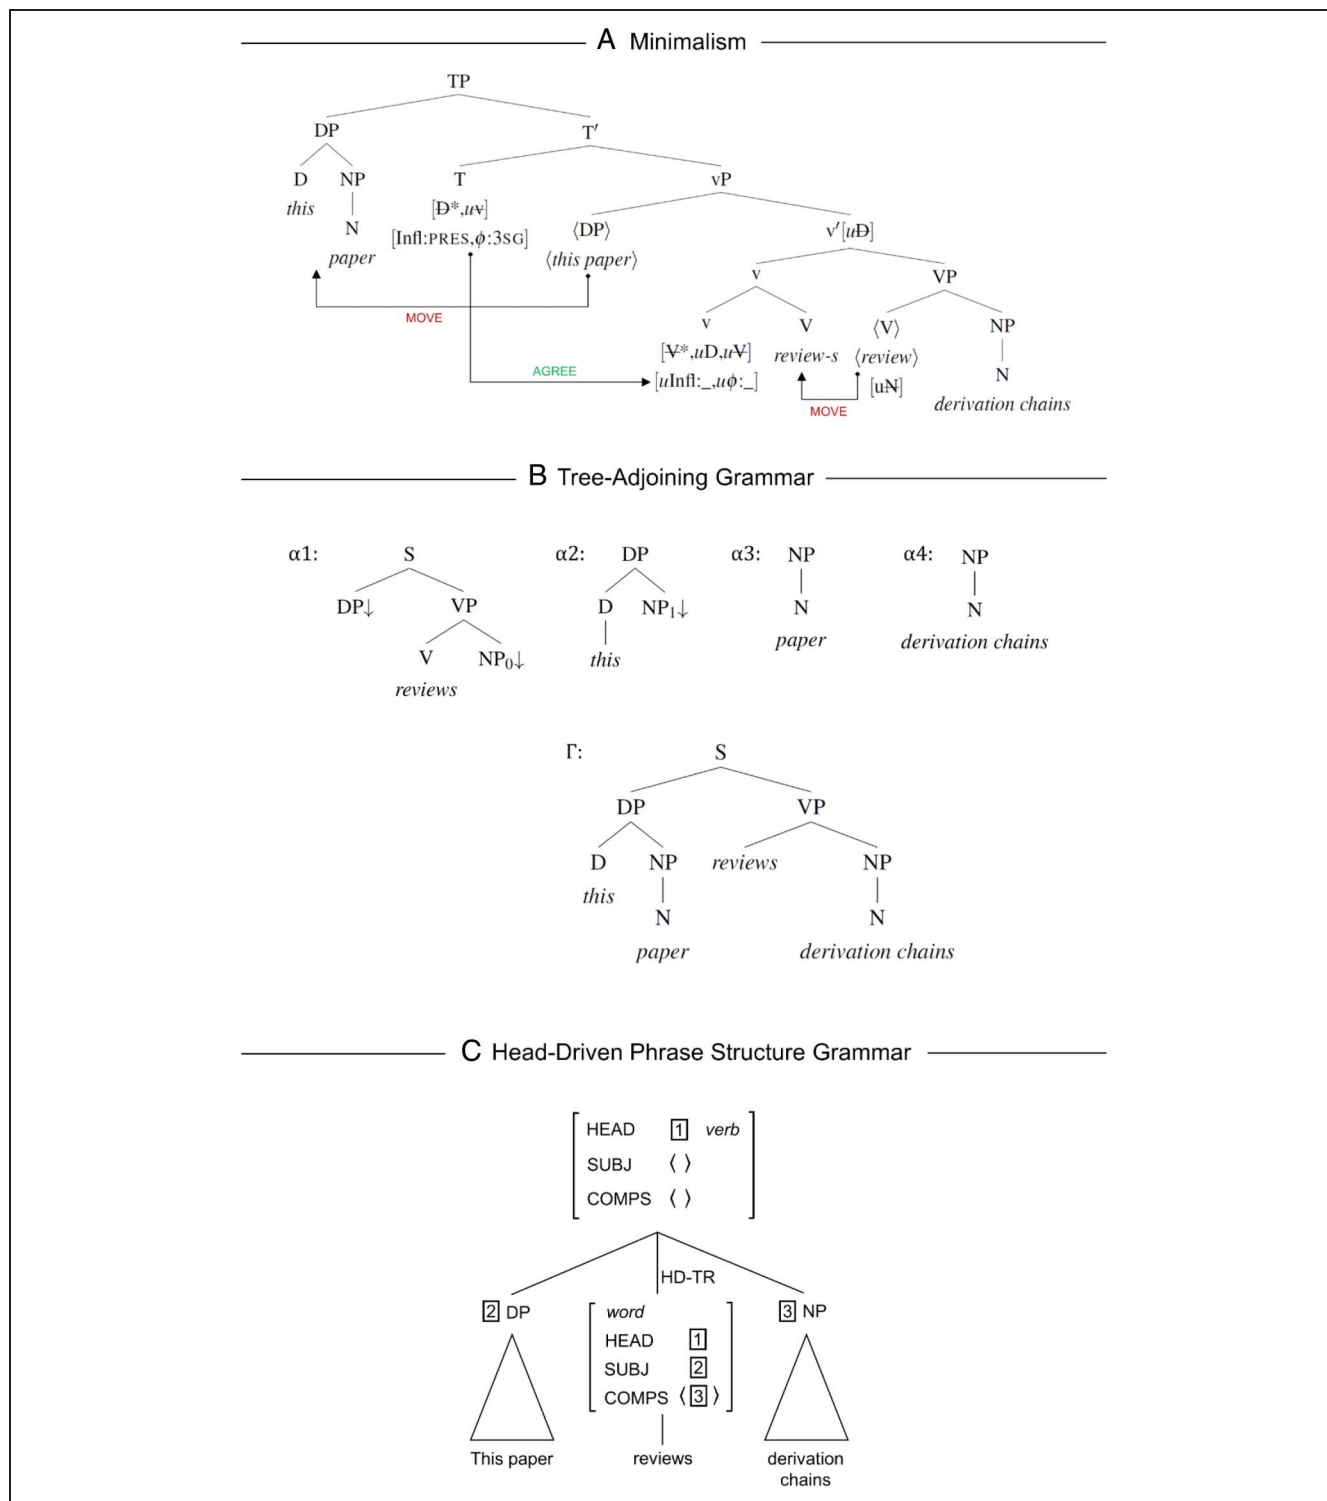 A Minimalism
TP
DP T′
D NP T vP
this [D̶*,uv̶]
N [Infl:PRES,ϕ:3SG] ⟨DP⟩ v′[uD̶]
paper ⟨this paper⟩
v VP
MOVE
v V ⟨V⟩ NP
[V̶*,uD,uV̶] review-s ⟨review⟩
AGREE [uInfl:_,uϕ:_] [uN̶] N
MOVE derivation chains
B Tree-Adjoining Grammar
α1: S α2: DP α3: NP α4: NP
DP↓ VP D NP₁↓ N N
paper derivation chains
V NP₀↓ this
reviews
Γ: S
DP VP
D NP reviews NP
this
N N
paper derivation chains
C Head-Driven Phrase Structure Grammar
HEAD 1 verb
SUBJ ⟨ ⟩
COMPS ⟨ ⟩
HD-TR
2 DP word 3 NP
HEAD 1
SUBJ 2
COMPS ⟨ 3 ⟩
This paper reviews derivation
chains